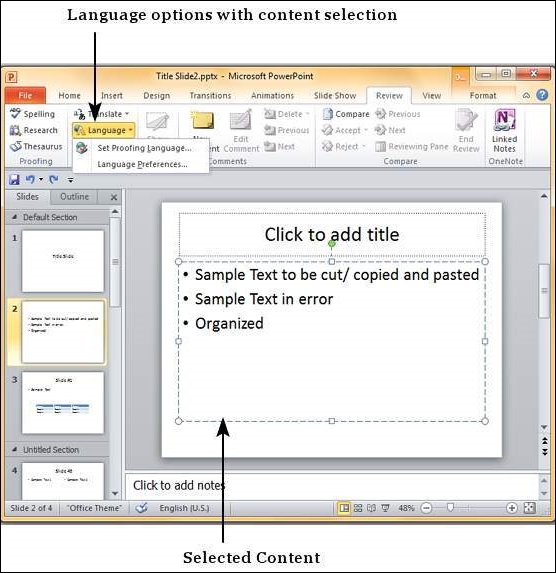 Language options with content selection
Title Slide2.pptx - Microsoft PowerPoint
File Home Insert Design Transitions Animations Slide Show Review View Format
Spelling Translate Delete Compare Previous
Research Language New Edit Previous Accept Next End Linked
Thesaurus Comment Comment Next Reject Reviewing Pane Review Notes
Set Proofing Language...
Language Preferences...
Proofing Comments Compare OneNote
Slides Outline
Default Section
1
Title Slide
2
Sample Text to be cut/ copied and pasted
Sample Text in error
Organized
3
Slide #1
Sample Text
Untitled Section
4
Slide #2
Sample Text Sample Text
Click to add title
• Sample Text to be cut/ copied and pasted
• Sample Text in error
• Organized
Click to add notes
Slide 2 of 4 "Office Theme" English (U.S.) 48%
Selected Content